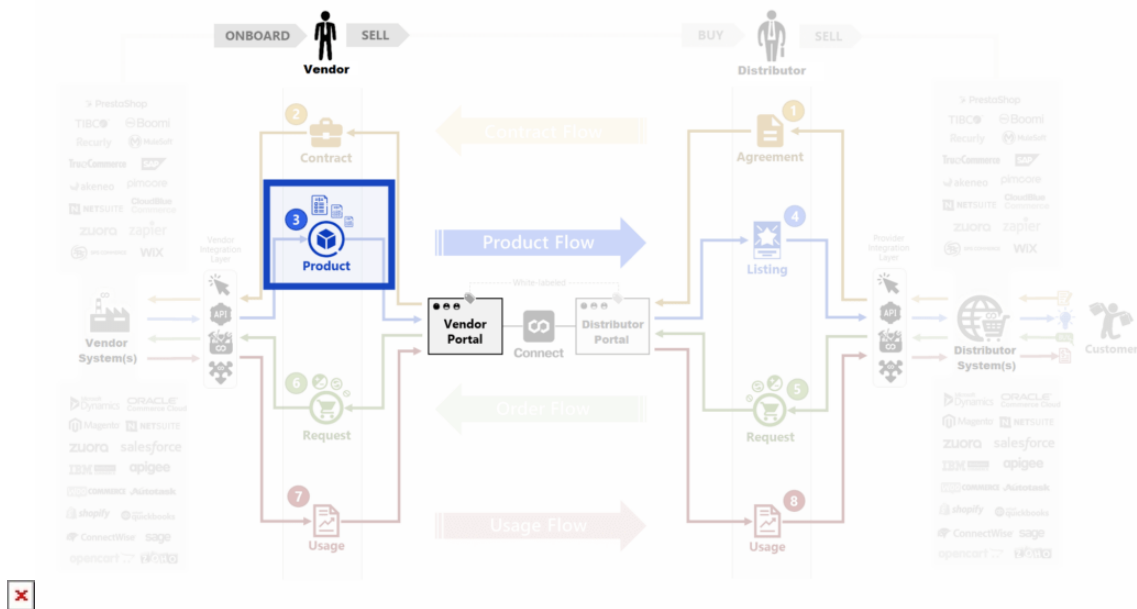 ONBOARD
SELL
BUY
SELL
Vendor
Distributor
PrestaShop
TIBCO Boomi
Recurly MuleSoft
SAP
akeneo pimcore
NETSUITE CloudBlue Commerce
zuora zapier
WIX
2
Contract
Contract Flow
1
Agreement
PrestaShop
TIBCO Boomi
Recurly MuleSoft
SAP
akeneo pimcore
NETSUITE CloudBlue Commerce
zuora zapier
WIX
3
Product
Product Flow
4
Listing
Vendor Integration Layer
Provider Integration Layer
White-labeled
API
API
Vendor
Portal
Connect
Distributor
Portal
Vendor
System(s)
Distributor
System(s)
Customer
6
Request
Order Flow
5
Request
Dynamics ORACLE Commerce Cloud
Magento NETSUITE
zuora salesforce
IBM apigee
COMMERCE Autotask
shopify quickbooks
ConnectWise sage
opencart ZOHO
7
Usage
Usage Flow
8
Usage
Dynamics ORACLE Commerce Cloud
Magento NETSUITE
zuora salesforce
IBM apigee
COMMERCE Autotask
shopify quickbooks
ConnectWise sage
opencart ZOHO